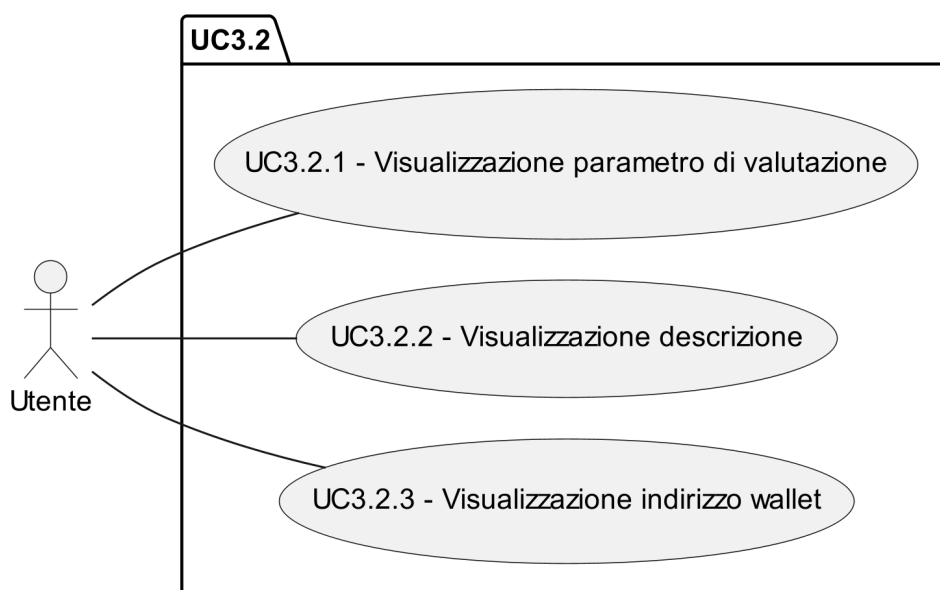 UC3.2
UC3.2.1 - Visualizzazione parametro di valutazione
UC3.2.2 - Visualizzazione descrizione
Utente
UC3.2.3 - Visualizzazione indirizzo wallet